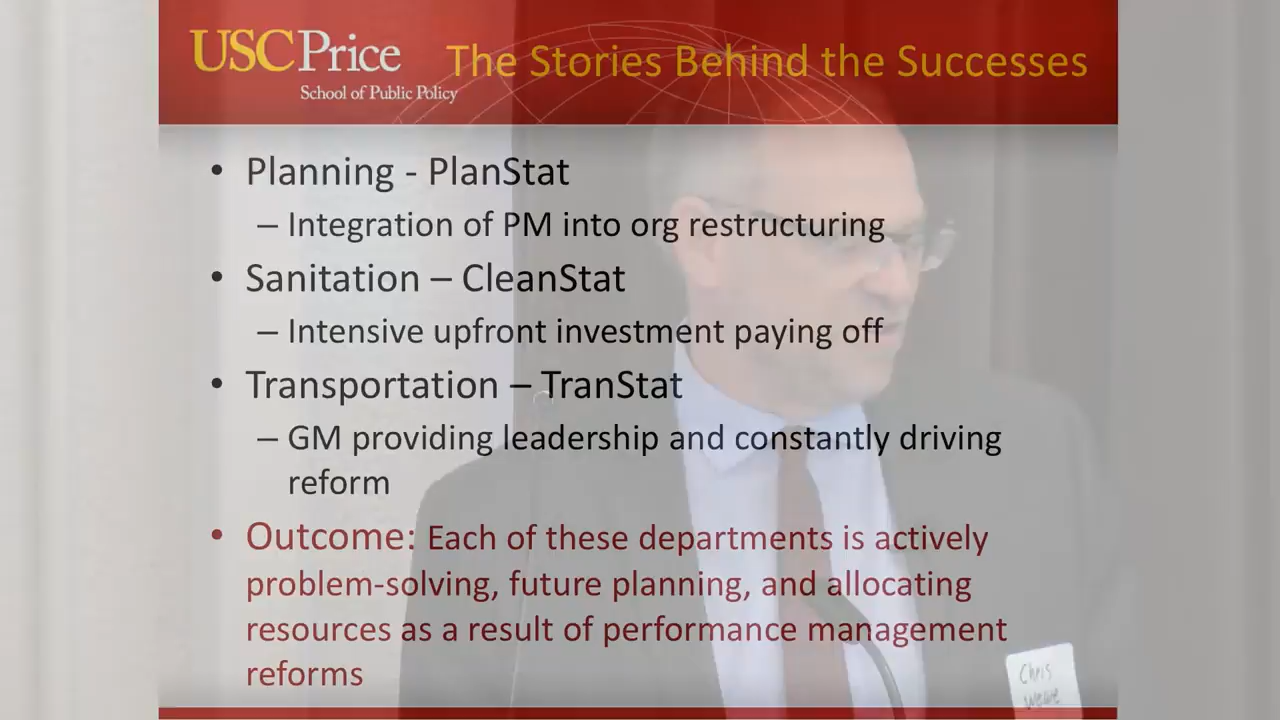 USCPrice
School of Public Policy
The Stories Behind the Successes
• Planning - PlanStat
– Integration of PM into org restructuring
• Sanitation – CleanStat
– Intensive upfront investment paying off
• Transportation – TranStat
– GM providing leadership and constantly driving
reform
• Outcome: Each of these departments is actively
problem-solving, future planning, and allocating
resources as a result of performance management
reforms
Chris